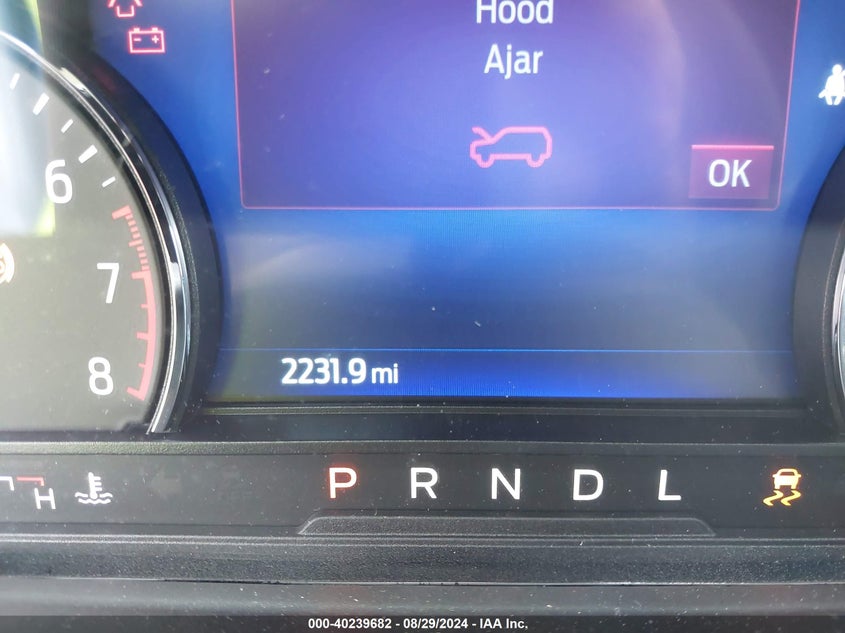 Hood
Ajar
OK
6
7
8
2231.9 mi
H
P R N D L
000-40239682 - 08/29/2024 - IAA Inc.